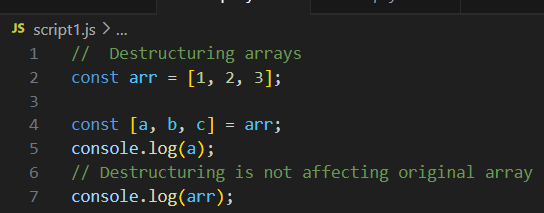 JS script1.js > ...
1 //  Destructuring arrays
2 const arr = [1, 2, 3];
3
4 const [a, b, c] = arr;
5 console.log(a);
6 // Destructuring is not affecting original array
7 console.log(arr);